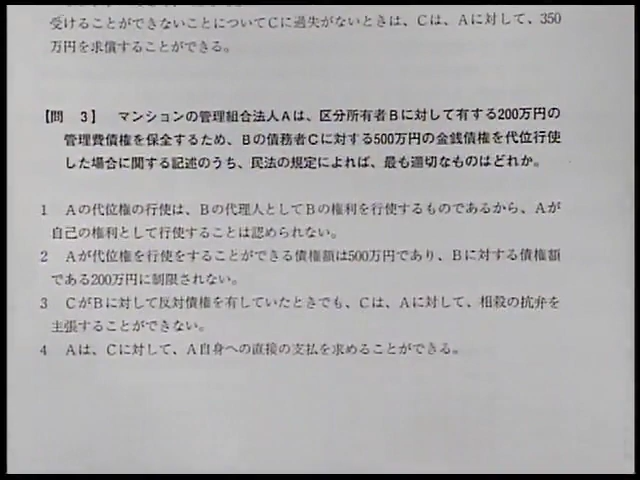 受けることができないことについてCに過失がないときは、Cは、Aに対して、350
万円を求償することができる。
【問 3】 マンションの管理組合法人Aは、区分所有者Bに対して有する200万円の
管理費債権を保全するため、Bの債務者Cに対する500万円の金銭債権を代位行使
した場合に関する記述のうち、民法の規定によれば、最も適切なものはどれか。
1 Aの代位権の行使は、Bの代理人としてBの権利を行使するものであるから、Aが
自己の権利として行使することは認められない。
2 Aが代位権を行使をすることができる債権額は500万円であり、Bに対する債権額
である200万円に制限されない。
3 CがBに対して反対債権を有していたときでも、Cは、Aに対して、相殺の抗弁を
主張することができない。
4 Aは、Cに対して、A自身への直接の支払を求めることができる。